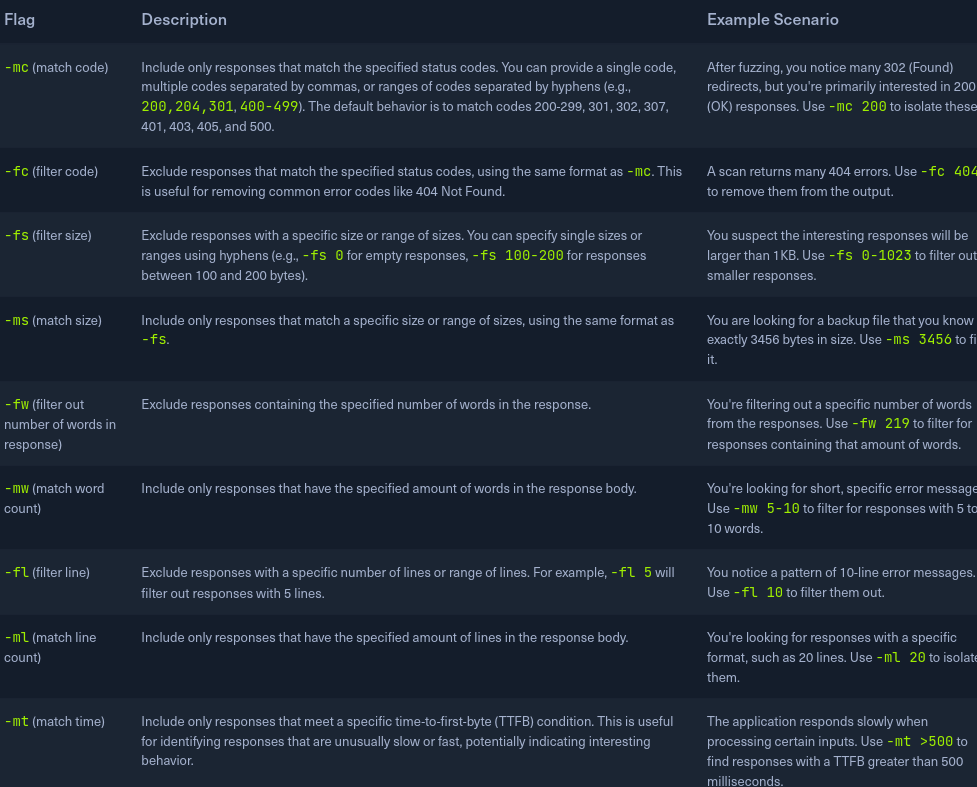 Flag Description Example Scenario
-mc (match code) Include only responses that match the specified status codes. You can provide a single code, After fuzzing, you notice many 302 (Found)
multiple codes separated by commas, or ranges of codes separated by hyphens (e.g., redirects, but you're primarily interested in 200
200,204,301, 400-499). The default behavior is to match codes 200-299, 301, 302, 307, (OK) responses. Use -mc 200 to isolate these
401, 403, 405, and 500.
-fc (filter code) Exclude responses that match the specified status codes, using the same format as -mc. This A scan returns many 404 errors. Use -fc 404
is useful for removing common error codes like 404 Not Found. to remove them from the output.
-fs (filter size) Exclude responses with a specific size or range of sizes. You can specify single sizes or You suspect the interesting responses will be
ranges using hyphens (e.g., -fs 0 for empty responses, -fs 100-200 for responses larger than 1KB. Use -fs 0-1023 to filter out
between 100 and 200 bytes). smaller responses.
-ms (match size) Include only responses that match a specific size or range of sizes, using the same format as You are looking for a backup file that you know
-fs. exactly 3456 bytes in size. Use -ms 3456 to fi
it.
-fw (filter out Exclude responses containing the specified number of words in the response. You're filtering out a specific number of words
number of words in from the responses. Use -fw 219 to filter for
response) responses containing that amount of words.
-mw (match word Include only responses that have the specified amount of words in the response body. You're looking for short, specific error message
count) Use -mw 5-10 to filter for responses with 5 to
10 words.
-fl (filter line) Exclude responses with a specific number of lines or range of lines. For example, -fl 5 will You notice a pattern of 10-line error messages.
filter out responses with 5 lines. Use -fl 10 to filter them out.
-ml (match line Include only responses that have the specified amount of lines in the response body. You're looking for responses with a specific
count) format, such as 20 lines. Use -ml 20 to isolate
them.
-mt (match time) Include only responses that meet a specific time-to-first-byte (TTFB) condition. This is useful The application responds slowly when
for identifying responses that are unusually slow or fast, potentially indicating interesting processing certain inputs. Use -mt >500 to
behavior. find responses with a TTFB greater than 500
milliseconds.